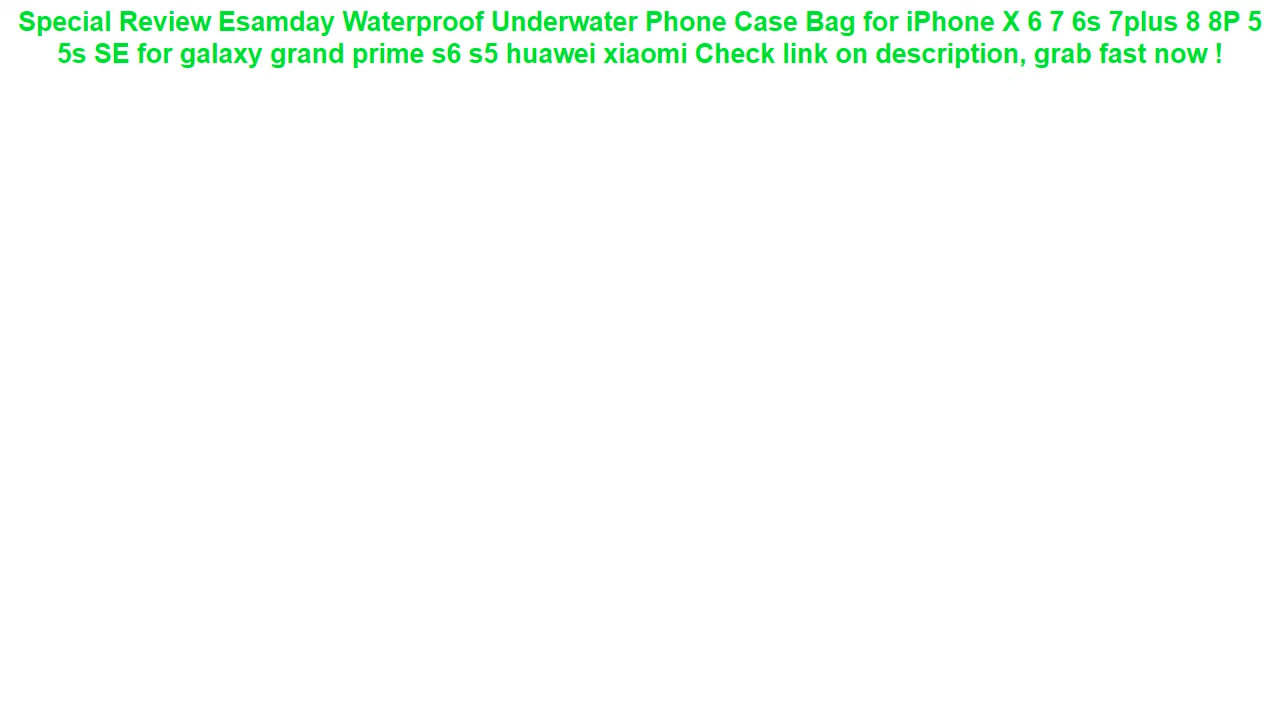 Special Review Esamday Waterproof Underwater Phone Case Bag for iPhone X 6 7 6s 7plus 8 8P 5
5s SE for galaxy grand prime s6 s5 huawei xiaomi Check link on description, grab fast now !